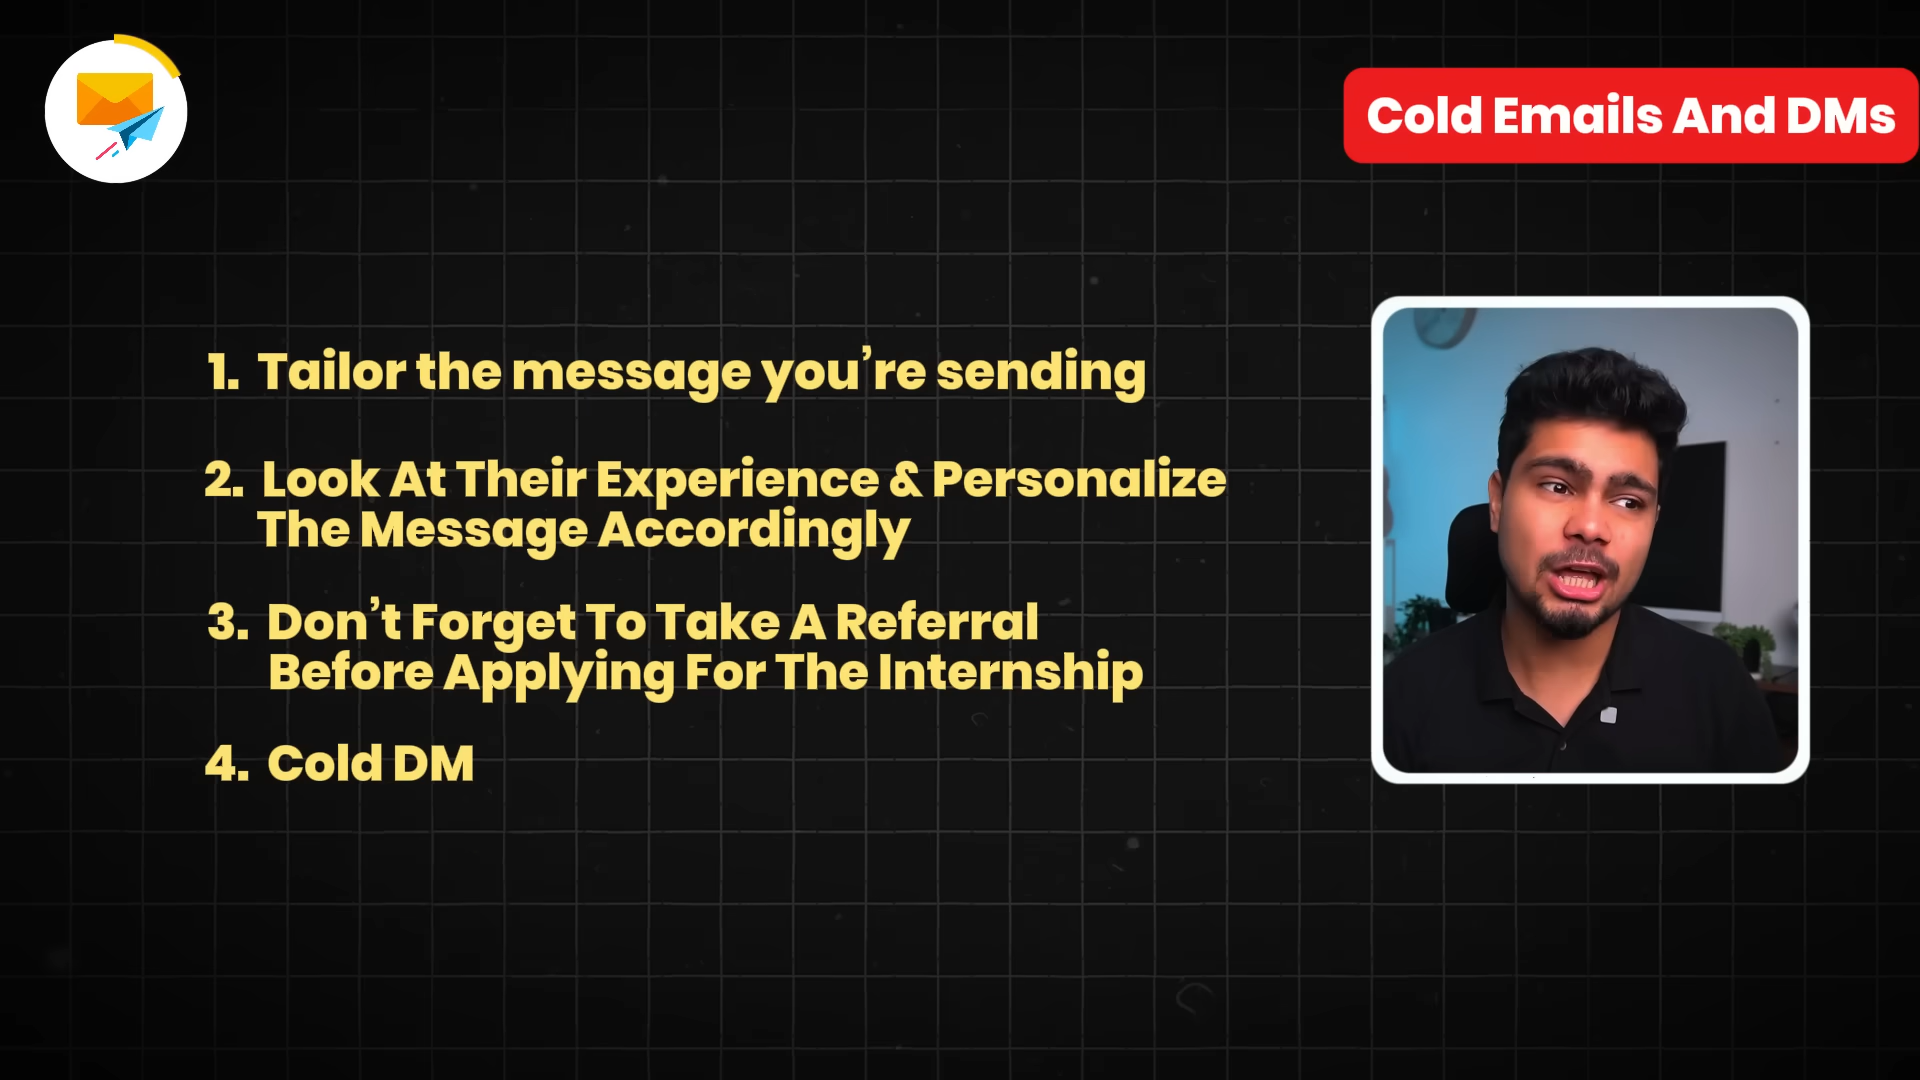 Cold Emails And DMs
1. Tailor the message you're sending
2. Look At Their Experience & Personalize
The Message Accordingly
3. Don't Forget To Take A Referral
Before Applying For The Internship
4. Cold DM